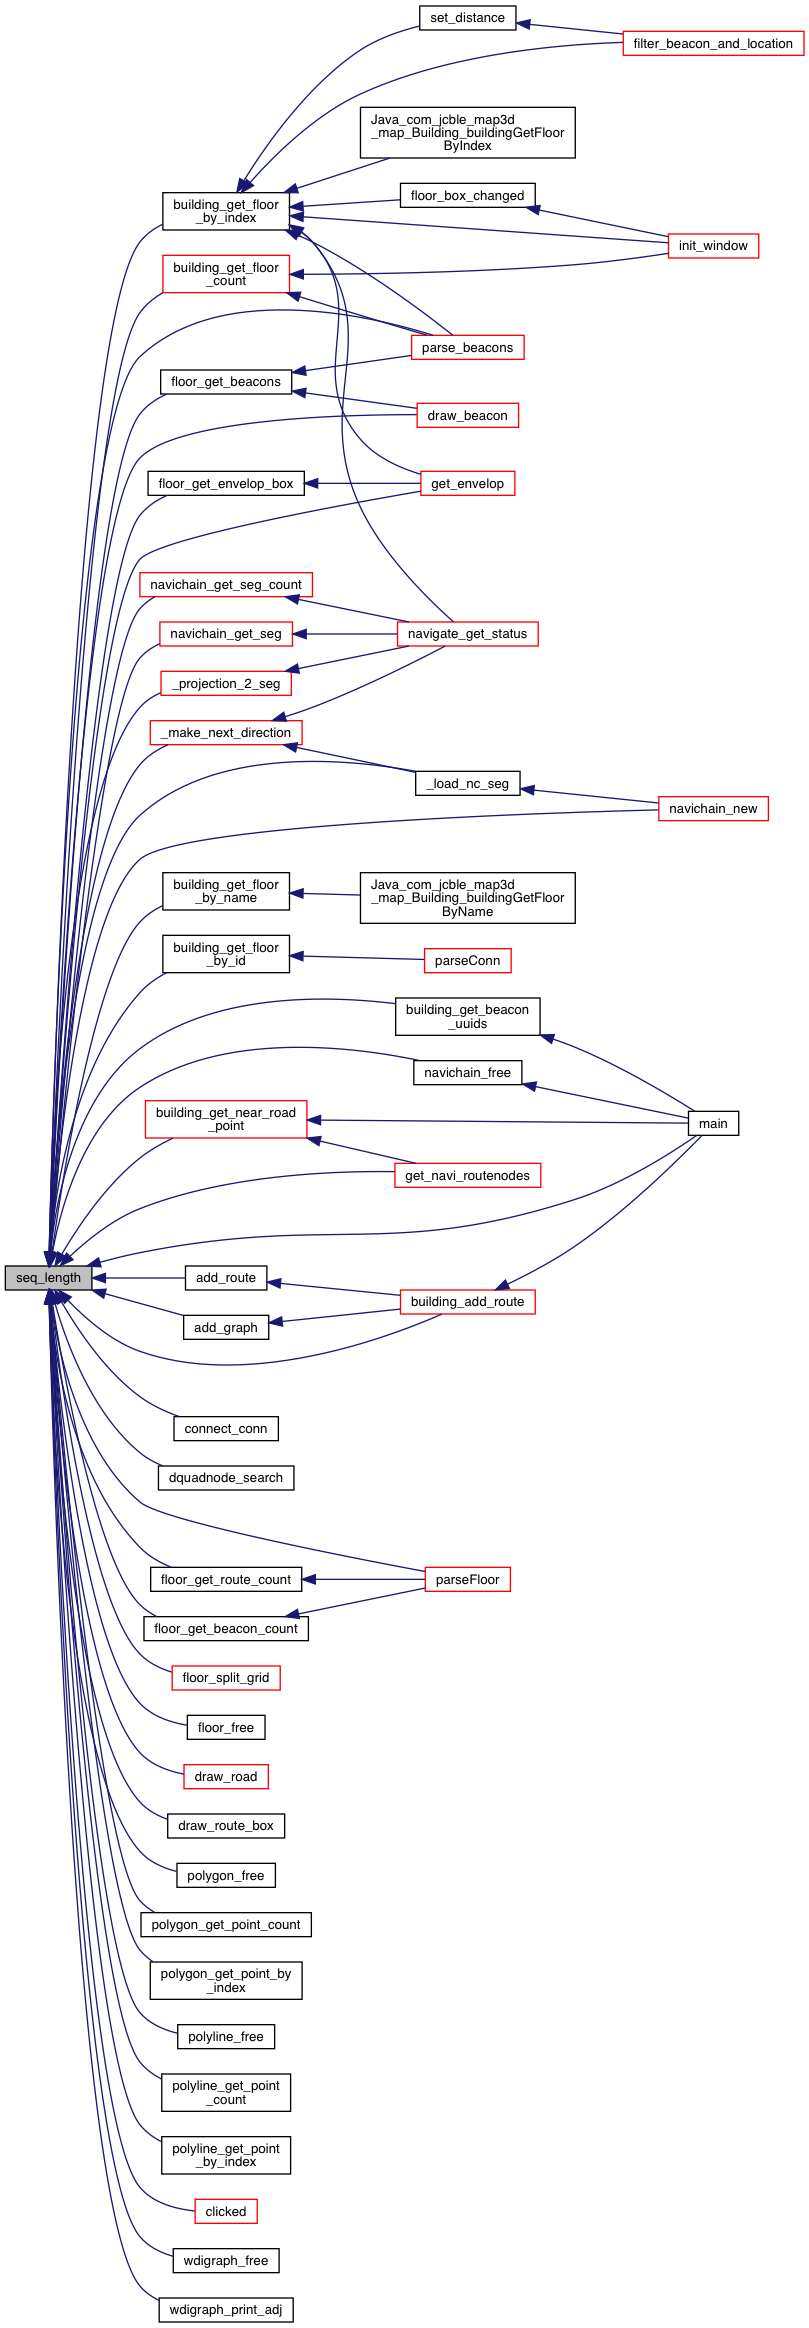 set_distance
filter_beacon_and_location
Java_com_jcble_map3d
_map_Building_buildingGetFloor
ByIndex
building_get_floor
_by_index
floor_box_changed
init_window
building_get_floor
_count
parse_beacons
floor_get_beacons
draw_beacon
floor_get_envelop_box
get_envelop
navichain_get_seg_count
navichain_get_seg
navigate_get_status
_projection_2_seg
_make_next_direction
_load_nc_seg
navichain_new
building_get_floor
_by_name
Java_com_jcble_map3d
_map_Building_buildingGetFloor
ByName
building_get_floor
_by_id
parseConn
building_get_beacon
_uuids
navichain_free
building_get_near_road
_point
main
get_navi_routenodes
seq_length
add_route
building_add_route
add_graph
connect_conn
dquadnode_search
floor_get_route_count
parseFloor
floor_get_beacon_count
floor_split_grid
floor_free
draw_road
draw_route_box
polygon_free
polygon_get_point_count
polygon_get_point_by
_index
polyline_free
polyline_get_point
_count
polyline_get_point
_by_index
clicked
wdigraph_free
wdigraph_print_adj